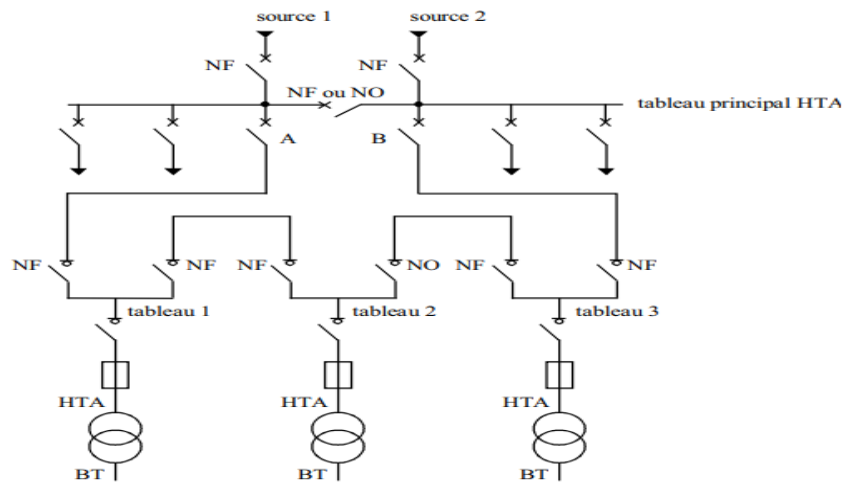 source 1 source 2
NF NF
NF ou NO
tableau principal HTA
A B
NF NF NF NO NF NF
tableau 1 tableau 2 tableau 3
HTA HTA HTA
BT BT BT